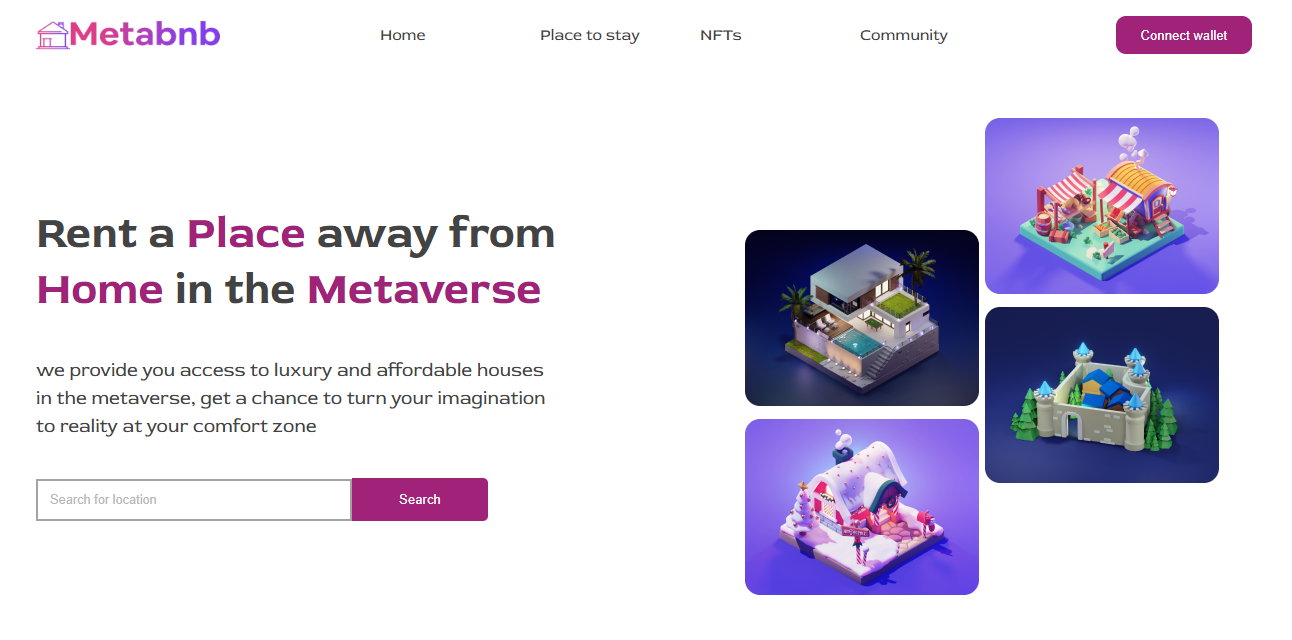 Metabnb
Home
Place to stay
NFTs
Community
Connect wallet
Rent a Place away from
Home in the Metaverse
we provide you access to luxury and affordable houses
in the metaverse, get a chance to turn your imagination
to reality at your comfort zone
Search for location
Search